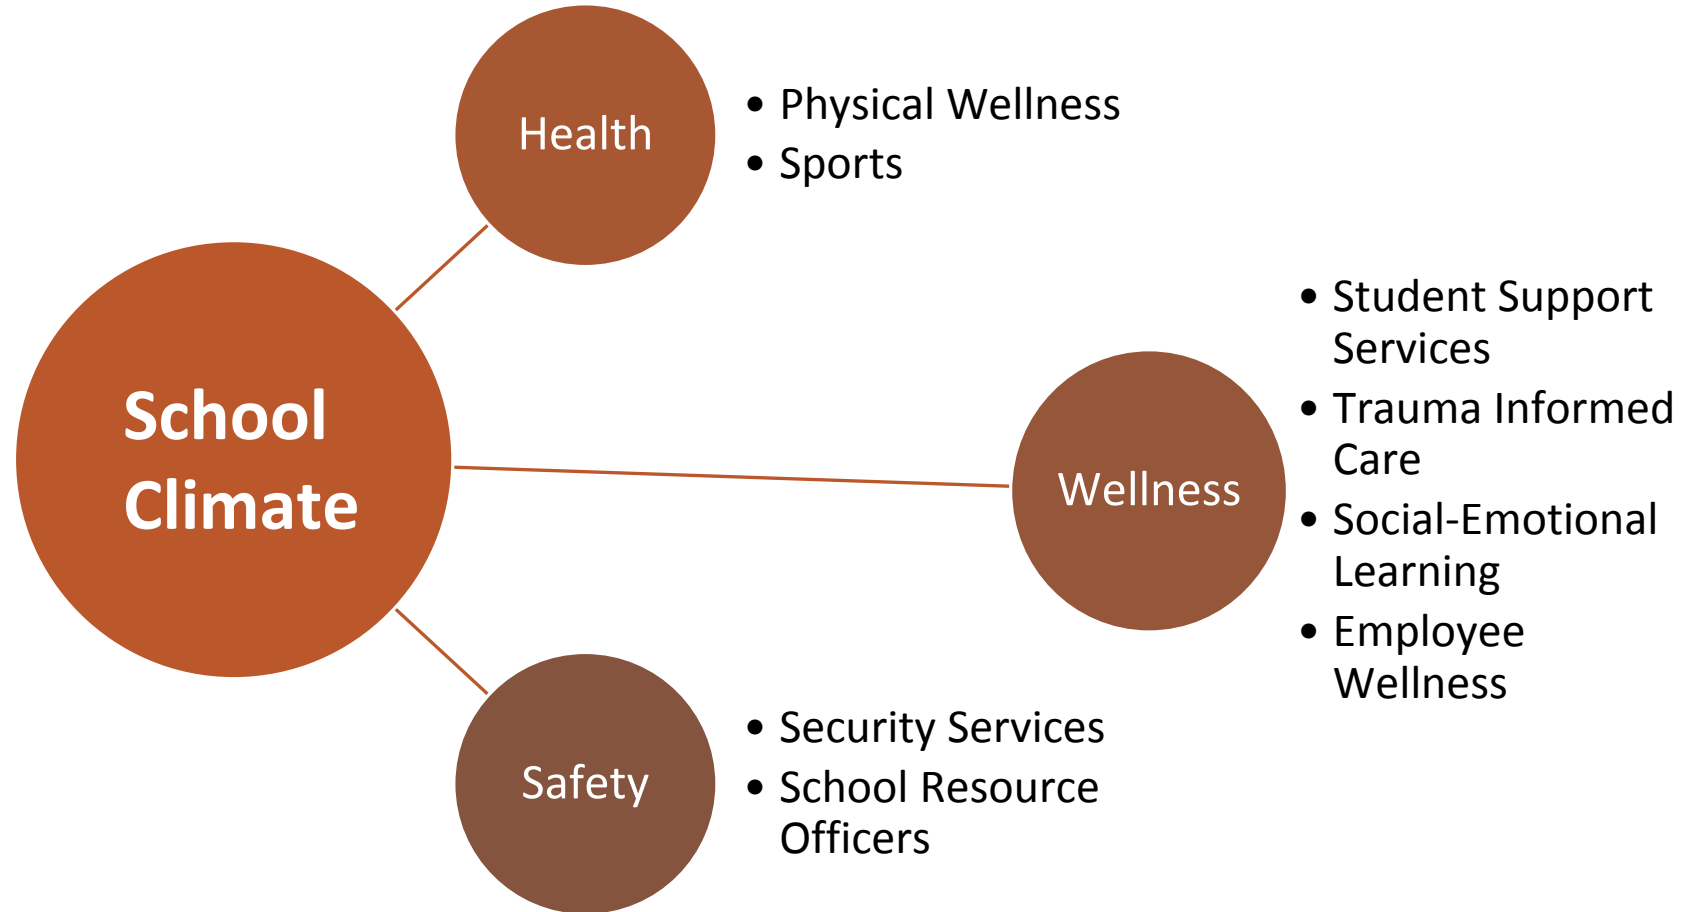 School
Climate
Health
• Physical Wellness
• Sports
Wellness
• Student Support
Services
• Trauma Informed
Care
• Social-Emotional
Learning
• Employee
Wellness
Safety
• Security Services
• School Resource
Officers